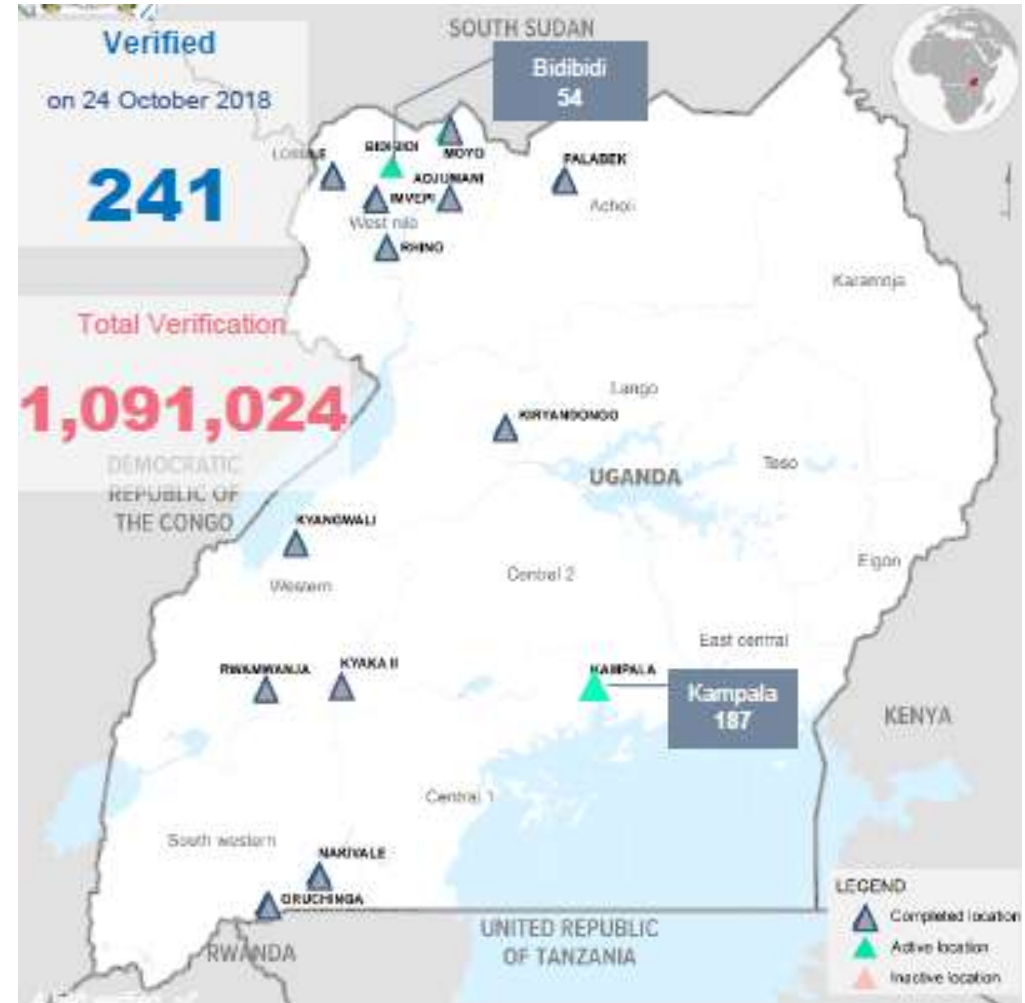 Verified
on 24 October 2018
241
Total Verification
1,091,024
SOUTH SUDAN
Bidibidi
54
BIDIBIDI
MOYO
PALABEK
ADJUMANI
IMVEPI
West nile
Acholi
RHINO
Karamoja
Lango
KIRYANDONGO
DEMOCRATIC
REPUBLIC OF
THE CONGO
UGANDA
Teso
KYANGWALI
Western
Central 2
Elgon
East central
RWAMWANJA
KYAKA II
KAMPALA
Kampala
187
KENYA
Central 1
South western
NAKIVALE
ORUCHINGA
RWANDA
UNITED REPUBLIC
OF TANZANIA
LEGEND
Completed location
Active location
Inactive location